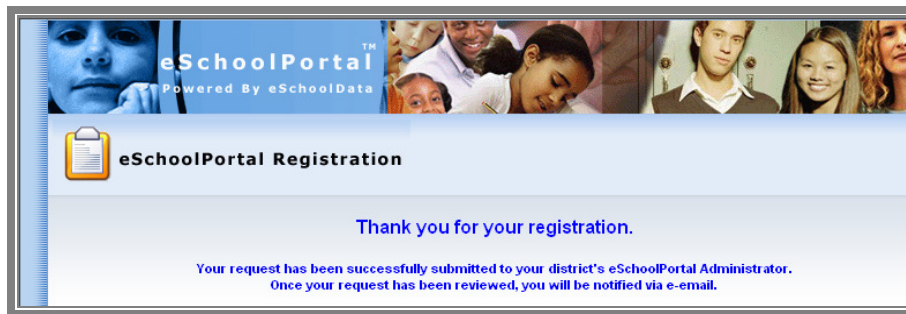 eSchoolPortal™
Powered By eSchoolData
eSchoolPortal Registration
Thank you for your registration.
Your request has been successfully submitted to your district's eSchoolPortal Administrator.
Once your request has been reviewed, you will be notified via e-email.